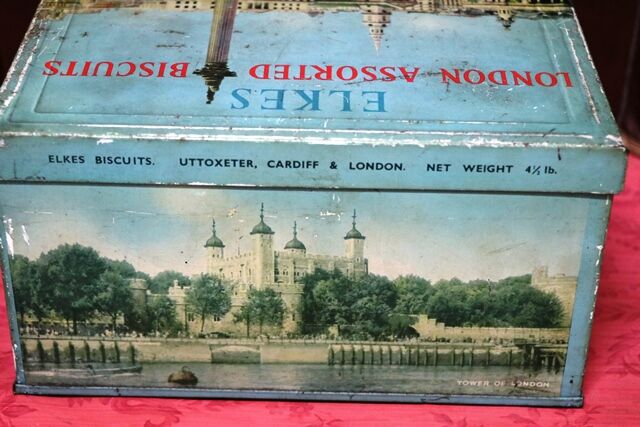 ELKES
LONDON ASSORTED BISCUITS
ELKES BISCUITS. UTTOXETER, CARDIFF & LONDON. NET WEIGHT 4½ lb.
TOWER OF LONDON